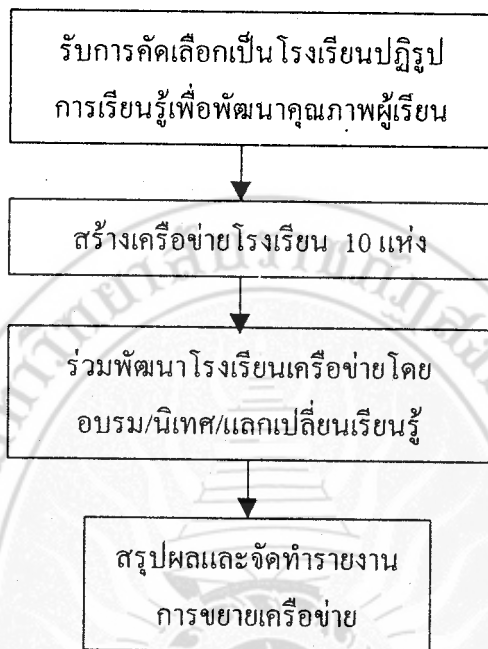 รับการคัดเลือกเป็นโรงเรียนปฏิรูป
การเรียนรู้เพื่อพัฒนาคุณภาพผู้เรียน
สร้างเครือข่ายโรงเรียน 10 แห่ง
ร่วมพัฒนาโรงเรียนเครือข่ายโดย
อบรม/นิเทศ/แลกเปลี่ยนเรียนรู้
สรุปผลและจัดทำรายงาน
การขยายเครือข่าย